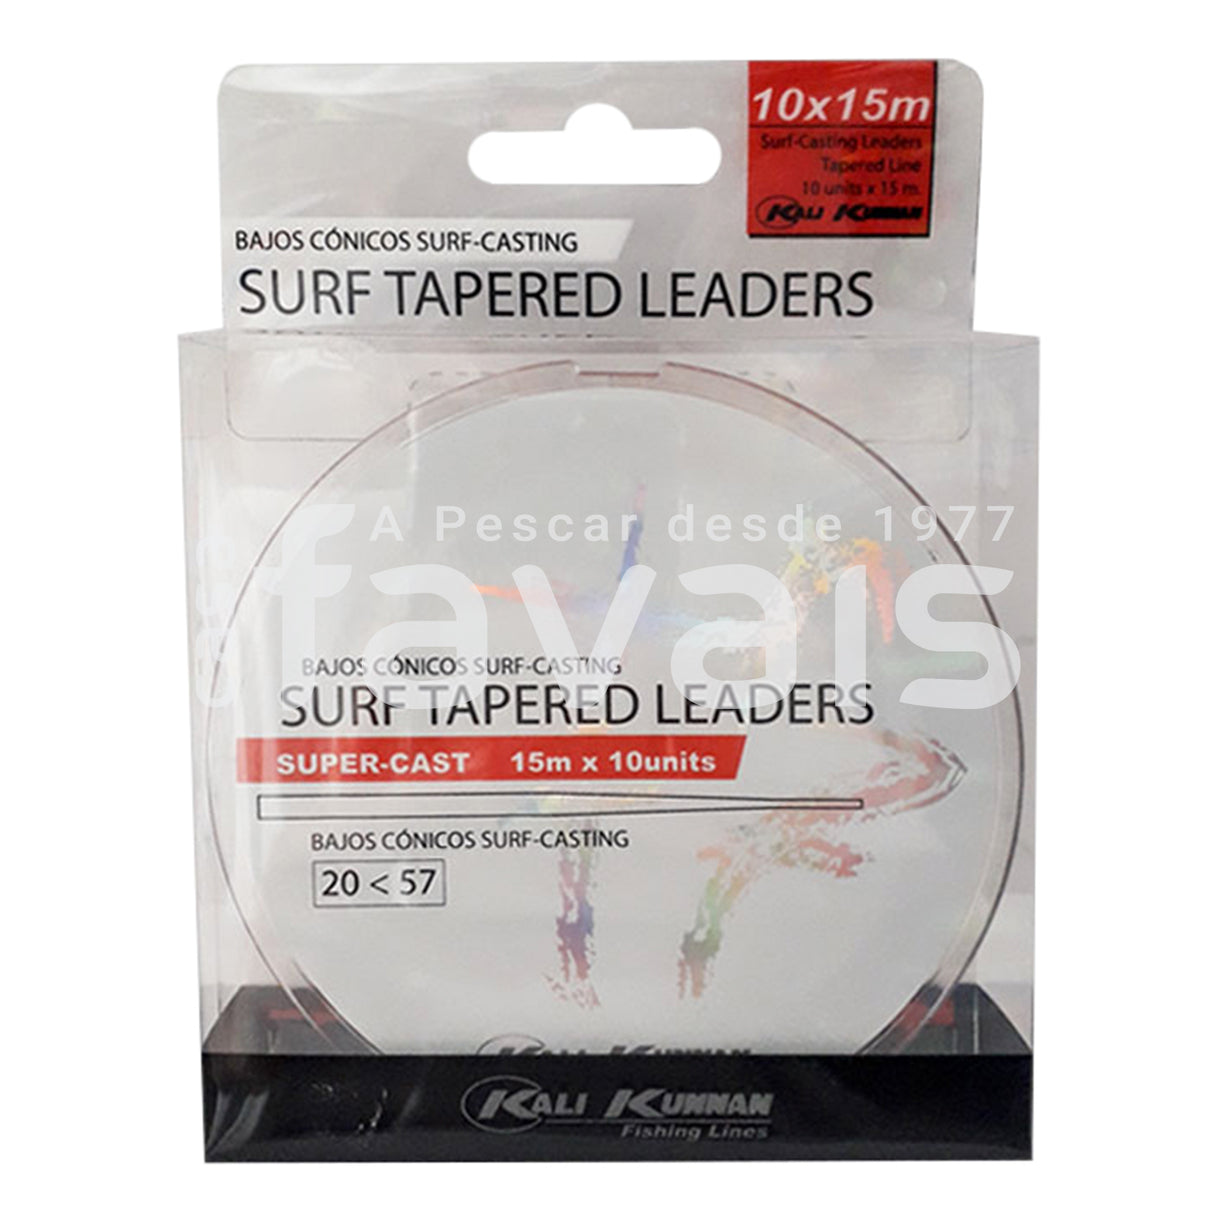 10x15m
Surf-Casting Leaders
Tapered Line
10 units x 15 m.
KALI KUNNAN
BAJOS CÓNICOS SURF-CASTING
SURF TAPERED LEADERS
A Pescar desde 1977
favais
BAJOS CÓNICOS SURF-CASTING
SURF TAPERED LEADERS
SUPER-CAST 15m x 10units
BAJOS CÓNICOS SURF-CASTING
20 < 57
KALI KUNNAN
KALI KUNNAN
Fishing Lines